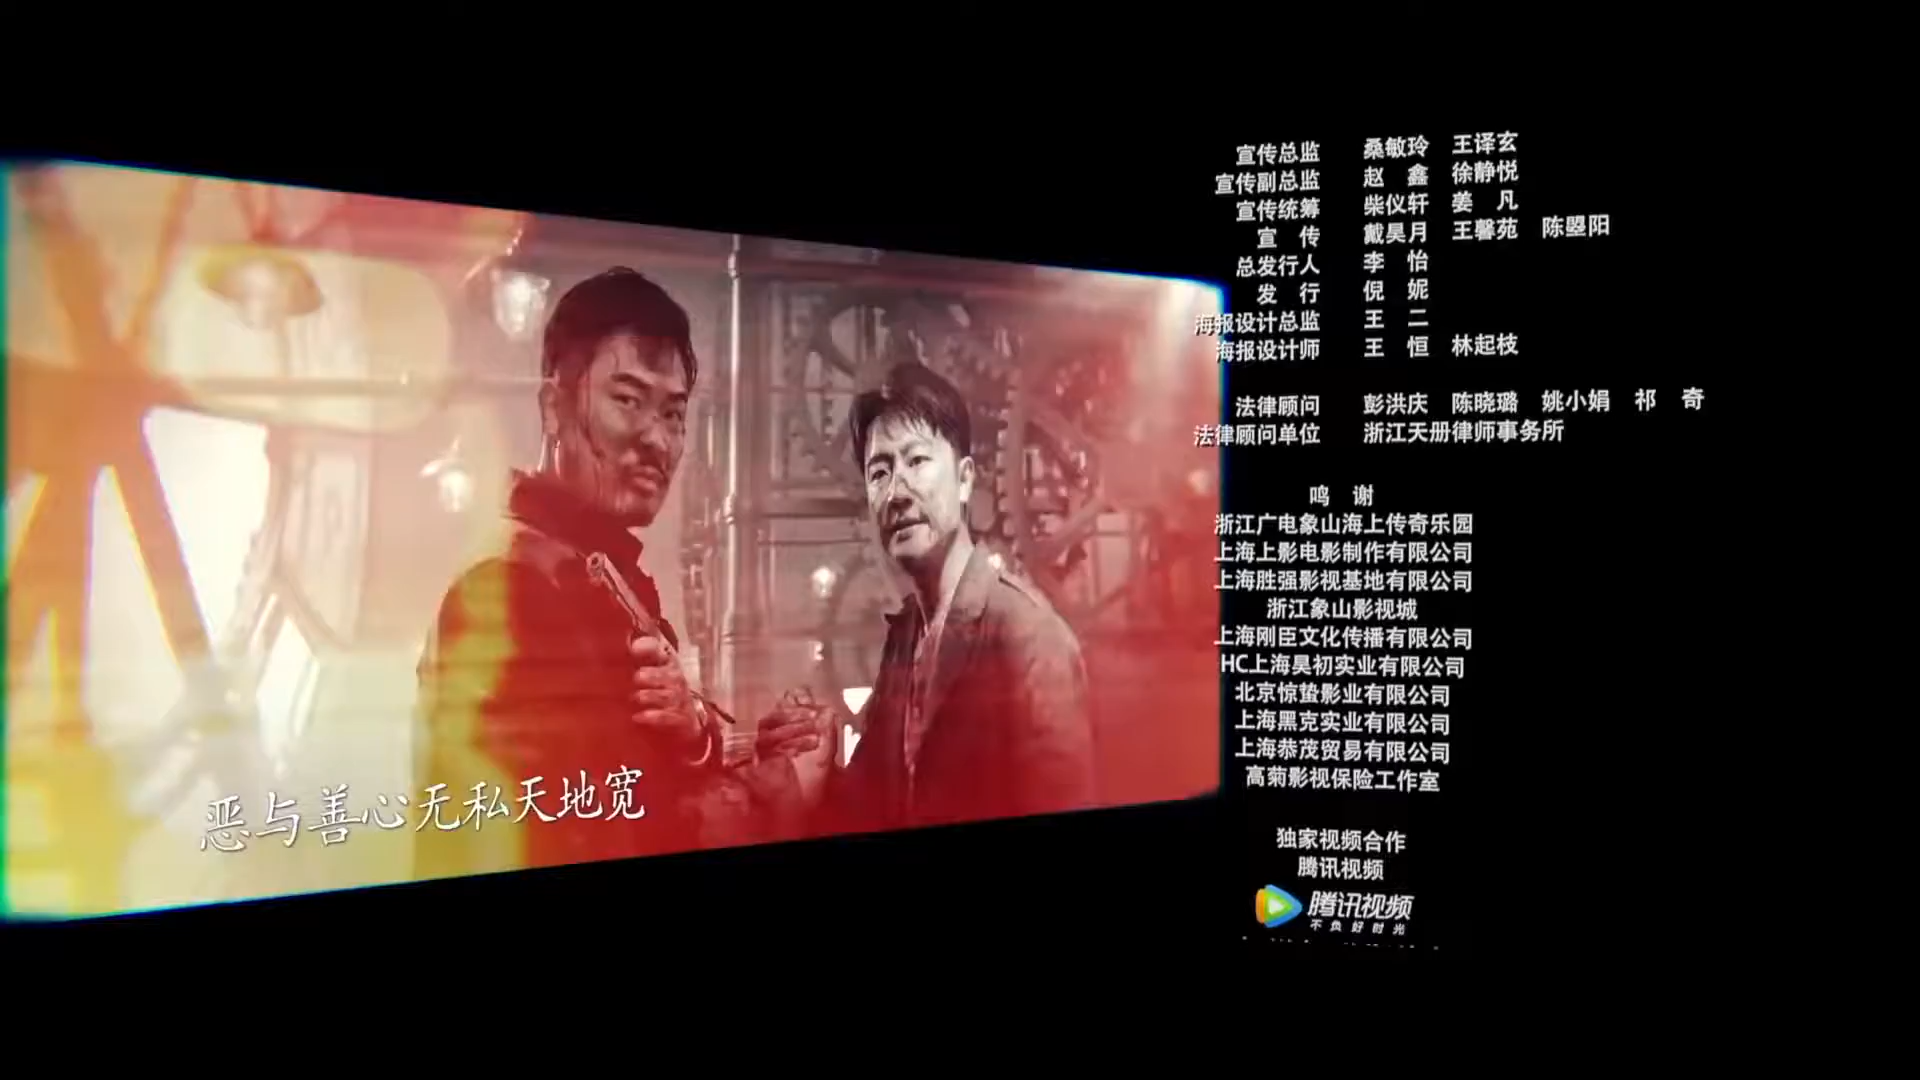 宣传总监 桑敏玲 王译玄
宣传副总监 赵鑫 徐静悦
宣传统筹 柴仪轩 姜凡
宣传 戴昊月 王馨苑 陈曌阳
总发行人 李怡
发行 倪妮
海报设计总监 王二
海报设计师 王恒 林起枝
法律顾问 彭洪庆 陈晓璐 姚小娟 祁奇
法律顾问单位 浙江天册律师事务所
鸣谢
浙江广电象山海上传奇乐园
上海上影电影制作有限公司
上海胜强影视基地有限公司
浙江象山影视城
上海刚臣文化传播有限公司
HC上海昊初实业有限公司
北京惊蛰影业有限公司
上海黑克实业有限公司
上海恭茂贸易有限公司
高菊影视保险工作室
独家视频合作
腾讯视频
腾讯视频
不负好时光
恶与善心无私天地宽